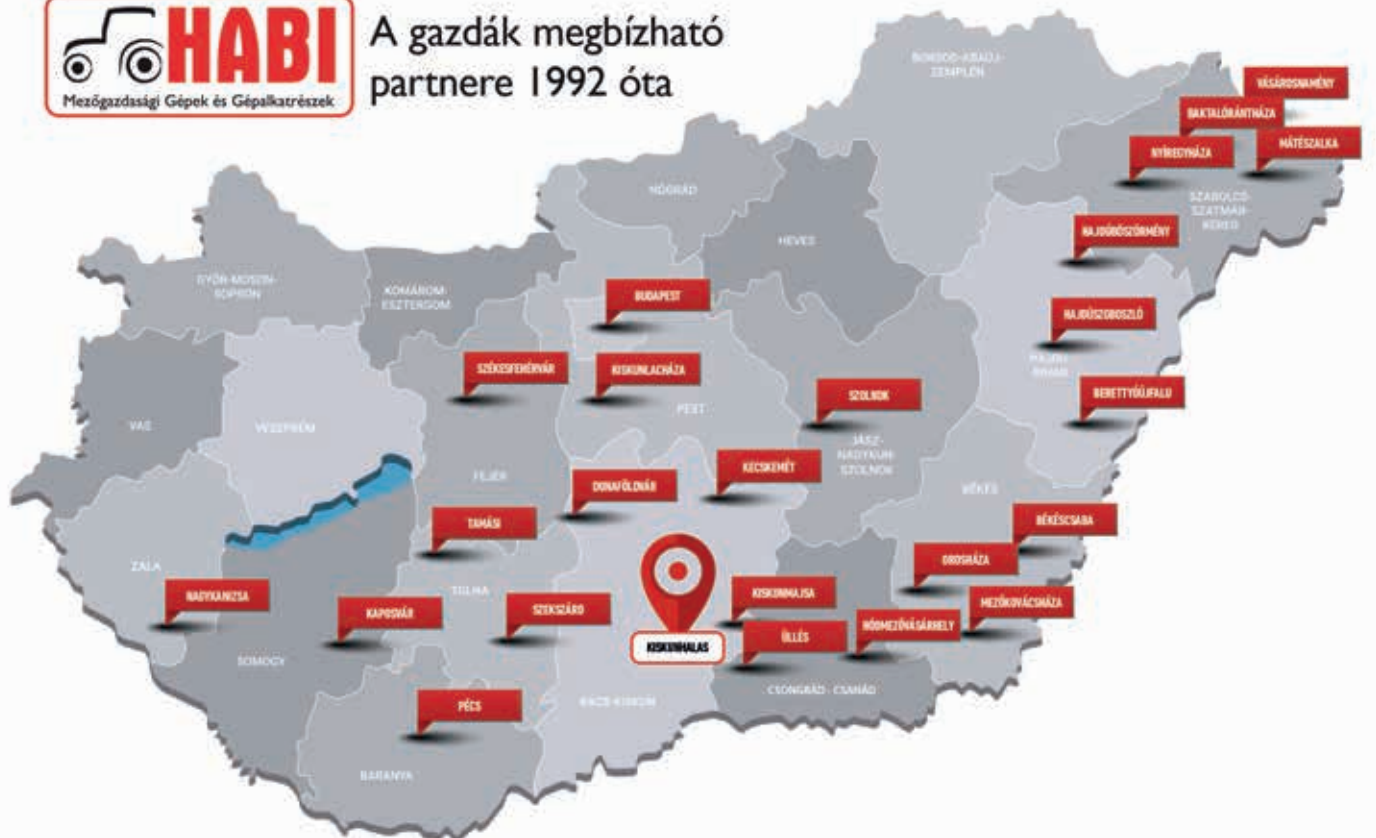 HABI
Mezőgazdasági Gépek és Gépalkatrészek
A gazdák megbízható
partnere 1992 óta
BORSOD-ABAÚJ-
ZEMPLÉN
VÁSÁROSNAMÉNY
BAKTALÓRÁNTHÁZA
MÁTÉSZALKA
NYÍREGYHÁZA
NÓGRÁD
SZABOLCS-
SZATMÁR-
BEREG
HEVES
HAJDÚBÖSZÖRMÉNY
GYŐR-MOSON-
SOPRON
KOMÁROM-
ESZTERGOM
BUDAPEST
HAJDÚSZOBOSZLÓ
HAJDÚ-
BIHAR
SZÉKESFEHÉRVÁR
KISKUNLACHÁZA
SZOLNOK
BERETTYÓÚJFALU
PEST
VAS
VESZPRÉM
JÁSZ-
NAGYKUN-
SZOLNOK
KECSKEMÉT
FEJÉR
DUNAFÖLDVÁR
BÉKÉS
TAMÁSI
BÉKÉSCSABA
OROSHÁZA
ZALA
NAGYKANIZSA
TOLNA
KAPOSVÁR
SZEKSZÁRD
KISKUNMAJSA
MEZŐKOVÁCSHÁZA
KISKUNHALAS
ÜLLÉS
HÓDMEZŐVÁSÁRHELY
SOMOGY
CSONGRÁD - CSANÁD
BÁCS-KISKUN
PÉCS
BARANYA